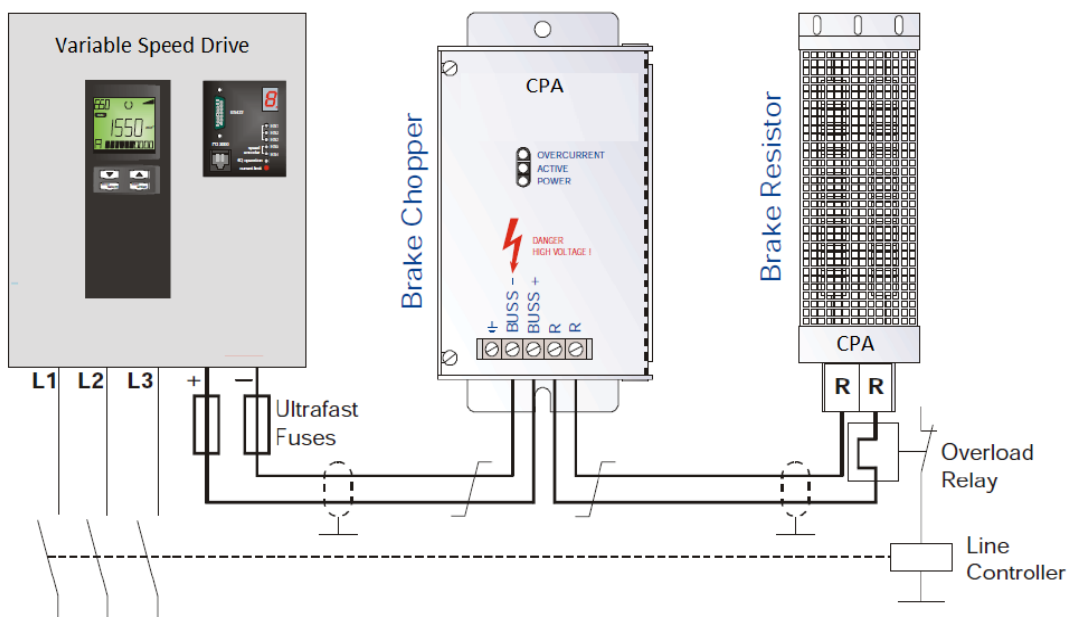 Variable Speed Drive
1550
8
L1 L2 L3 + −
Ultrafast
Fuses
Brake Chopper
CPA
OVERCURRENT
ACTIVE
POWER
DANGER
HIGH VOLTAGE !
BUSS −
BUSS +
R
R
Brake Resistor
CPA
R R
Overload
Relay
Line
Controller